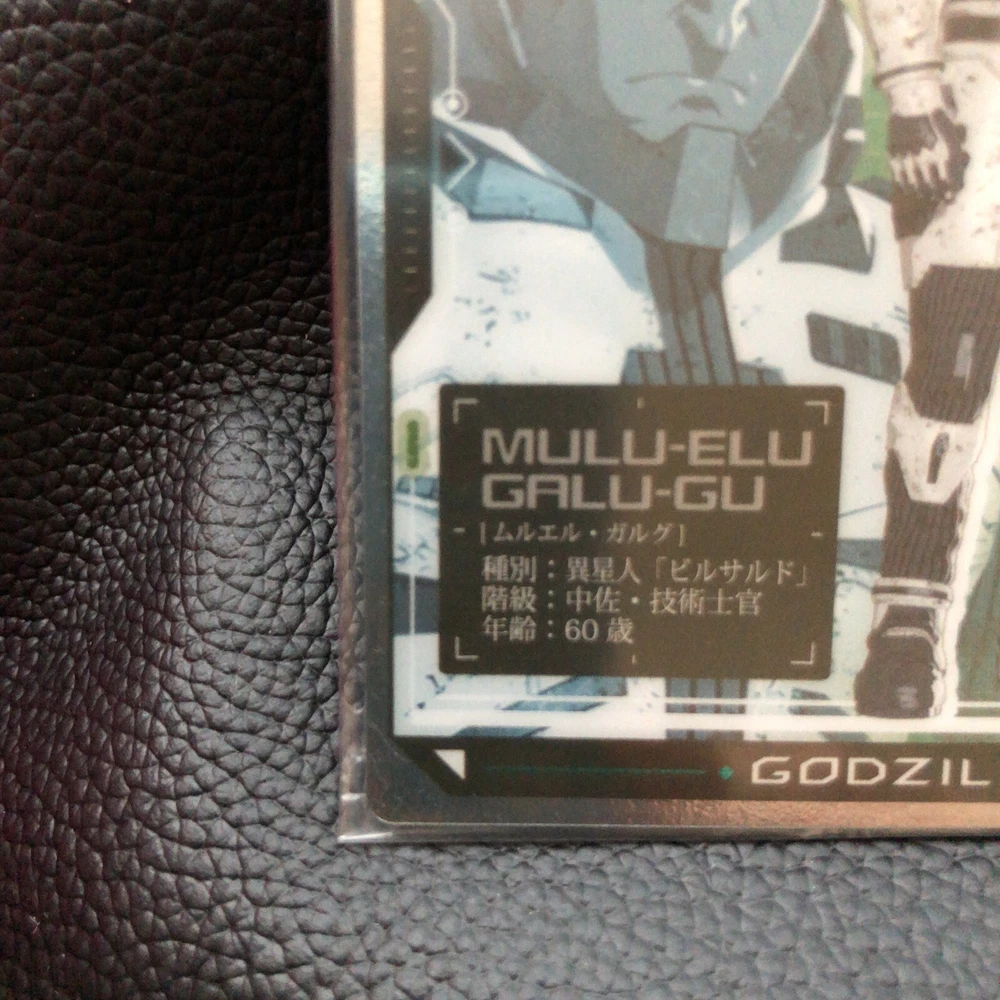 MULU-ELU
GALU-GU
[ムルエル・ガルグ]
種別：異星人「ビルサルド」
階級：中佐・技術士官
年齢：60歳
GODZIL